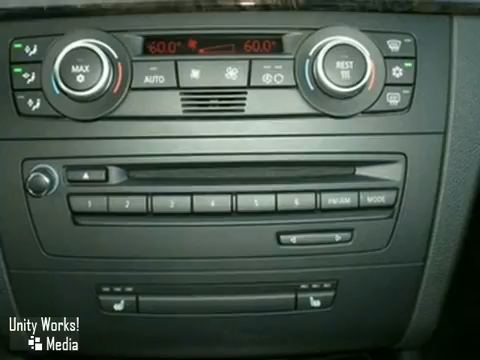 60.0° 60.0°
MAX REST
AUTO
1 2 3 4 5 6 FM/AM MODE
Unity Works!
Media